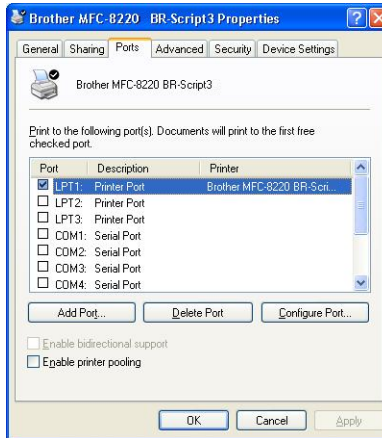 Brother MFC-8220 BR-Script3 Properties
General Sharing Ports Advanced Security Device Settings
Brother MFC-8220 BR-Script3
Print to the following port(s). Documents will print to the first free
checked port.
Port Description Printer
LPT1: Printer Port Brother MFC-8220 BR-Scri...
LPT2: Printer Port
LPT3: Printer Port
COM1: Serial Port
COM2: Serial Port
COM3: Serial Port
COM4: Serial Port
Add Port... Delete Port Configure Port...
Enable bidirectional support
Enable printer pooling
OK Cancel Apply